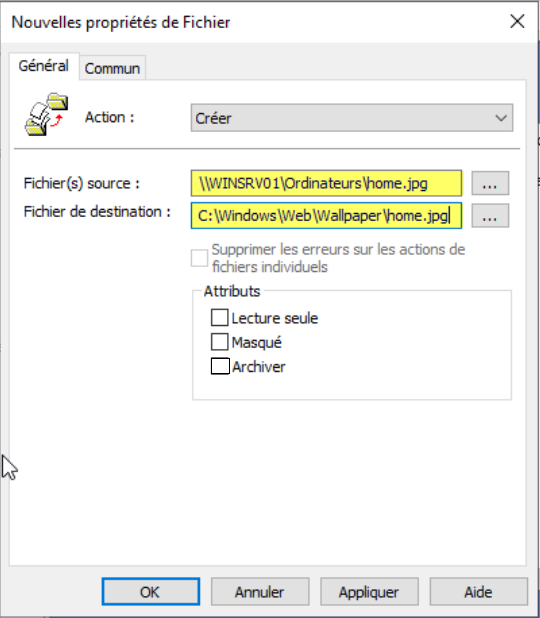 Nouvelles propriétés de Fichier
Général
Commun
Action :
Créer
Fichier(s) source :
\\WINSRV01\Ordinateurs\home.jpg
...
Fichier de destination :
C:\Windows\Web\Wallpaper\home.jpg
...
Supprimer les erreurs sur les actions de
fichiers individuels
Attributs
Lecture seule
Masqué
Archiver
OK
Annuler
Appliquer
Aide